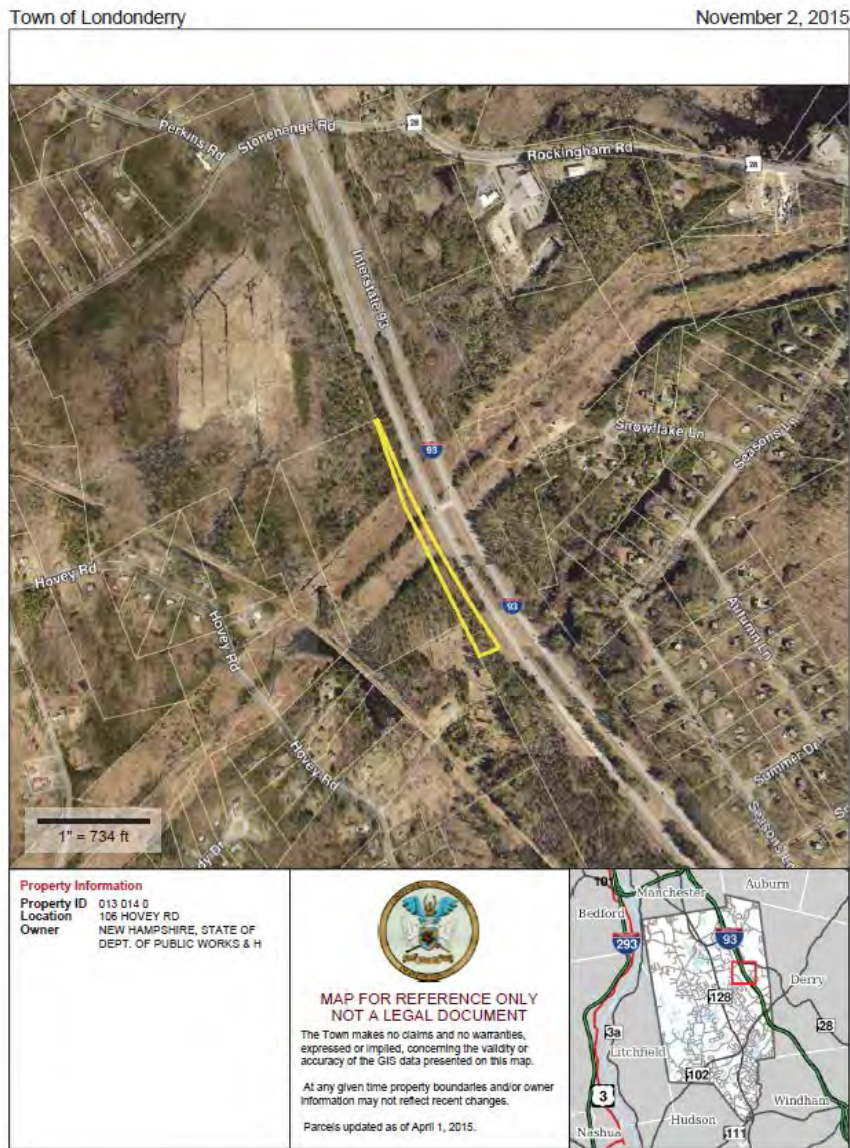 Town of Londonderry
November 2, 2015
Perkins Rd
Stonehenge Rd
28
Rockingham Rd
28
Interstate 93
93
Snowflake Ln
Seasons Ln
Hovey Rd
93
Autumn Ln
Hovey Rd
Hovey Rd
Summer Dr
Seasons Ln
dy Dr
1" = 734 ft
Property Information
Property ID 013 014 0
Location 106 HOVEY RD
Owner NEW HAMPSHIRE, STATE OF
DEPT. OF PUBLIC WORKS & H
MAP FOR REFERENCE ONLY
NOT A LEGAL DOCUMENT
The Town makes no claims and no warranties,
expressed or implied, concerning the validity or
accuracy of the GIS data presented on this map.
At any given time property boundaries and/or owner
information may not reflect recent changes.
Parcels updated as of April 1, 2015.
101
Manchester
Auburn
Bedford
293
93
Derry
128
3a
28
Litchfield
102
3
Windham
Hudson
111
Nashua